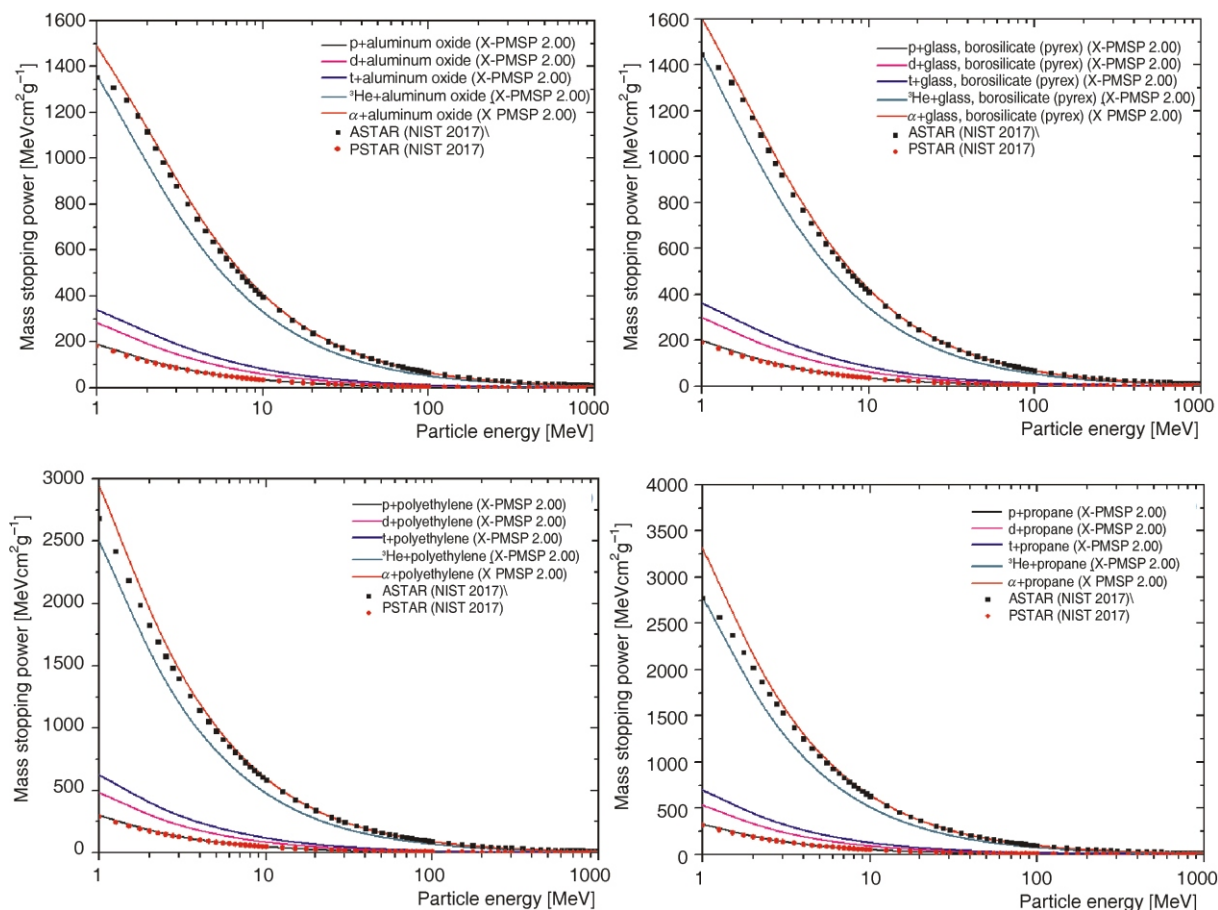 1600
1400
1200
1000
800
600
400
200
0
Mass stopping power [MeVcm²g⁻¹]
p+aluminum oxide (X-PMSP 2.00)
d+aluminum oxide (X-PMSP 2.00)
t+aluminum oxide (X-PMSP 2.00)
³He+aluminum oxide (X-PMSP 2.00)
α+aluminum oxide (X PMSP 2.00)
ASTAR (NIST 2017)\
PSTAR (NIST 2017)
1 10 100 1000
Particle energy [MeV]
1600
1400
1200
1000
800
600
400
200
0
Mass stopping power [MeVcm²g⁻¹]
p+glass, borosilicate (pyrex) (X-PMSP 2.00)
d+glass, borosilicate (pyrex) (X-PMSP 2.00)
t+glass, borosilicate (pyrex) (X-PMSP 2.00)
³He+glass, borosilicate (pyrex) (X-PMSP 2.00)
α+glass, borosilicate (pyrex) (X PMSP 2.00)
ASTAR (NIST 2017)\
PSTAR (NIST 2017)
1 10 100 1000
Particle energy [MeV]
3000
2500
2000
1500
1000
500
0
Mass stopping power [MeVcm²g⁻¹]
p+polyethylene (X-PMSP 2.00)
d+polyethylene (X-PMSP 2.00)
t+polyethylene (X-PMSP 2.00)
³He+polyethylene (X-PMSP 2.00)
α+polyethylene (X PMSP 2.00)
ASTAR (NIST 2017)\
PSTAR (NIST 2017)
1 10 100 1000
Particle energy [MeV]
4000
3500
3000
2500
2000
1500
1000
500
0
Mass stopping power [MeVcm²g⁻¹]
p+propane (X-PMSP 2.00)
d+propane (X-PMSP 2.00)
t+propane (X-PMSP 2.00)
³He+propane (X-PMSP 2.00)
α+propane (X PMSP 2.00)
ASTAR (NIST 2017)\
PSTAR (NIST 2017)
1 10 100 1000
Particle energy [MeV]